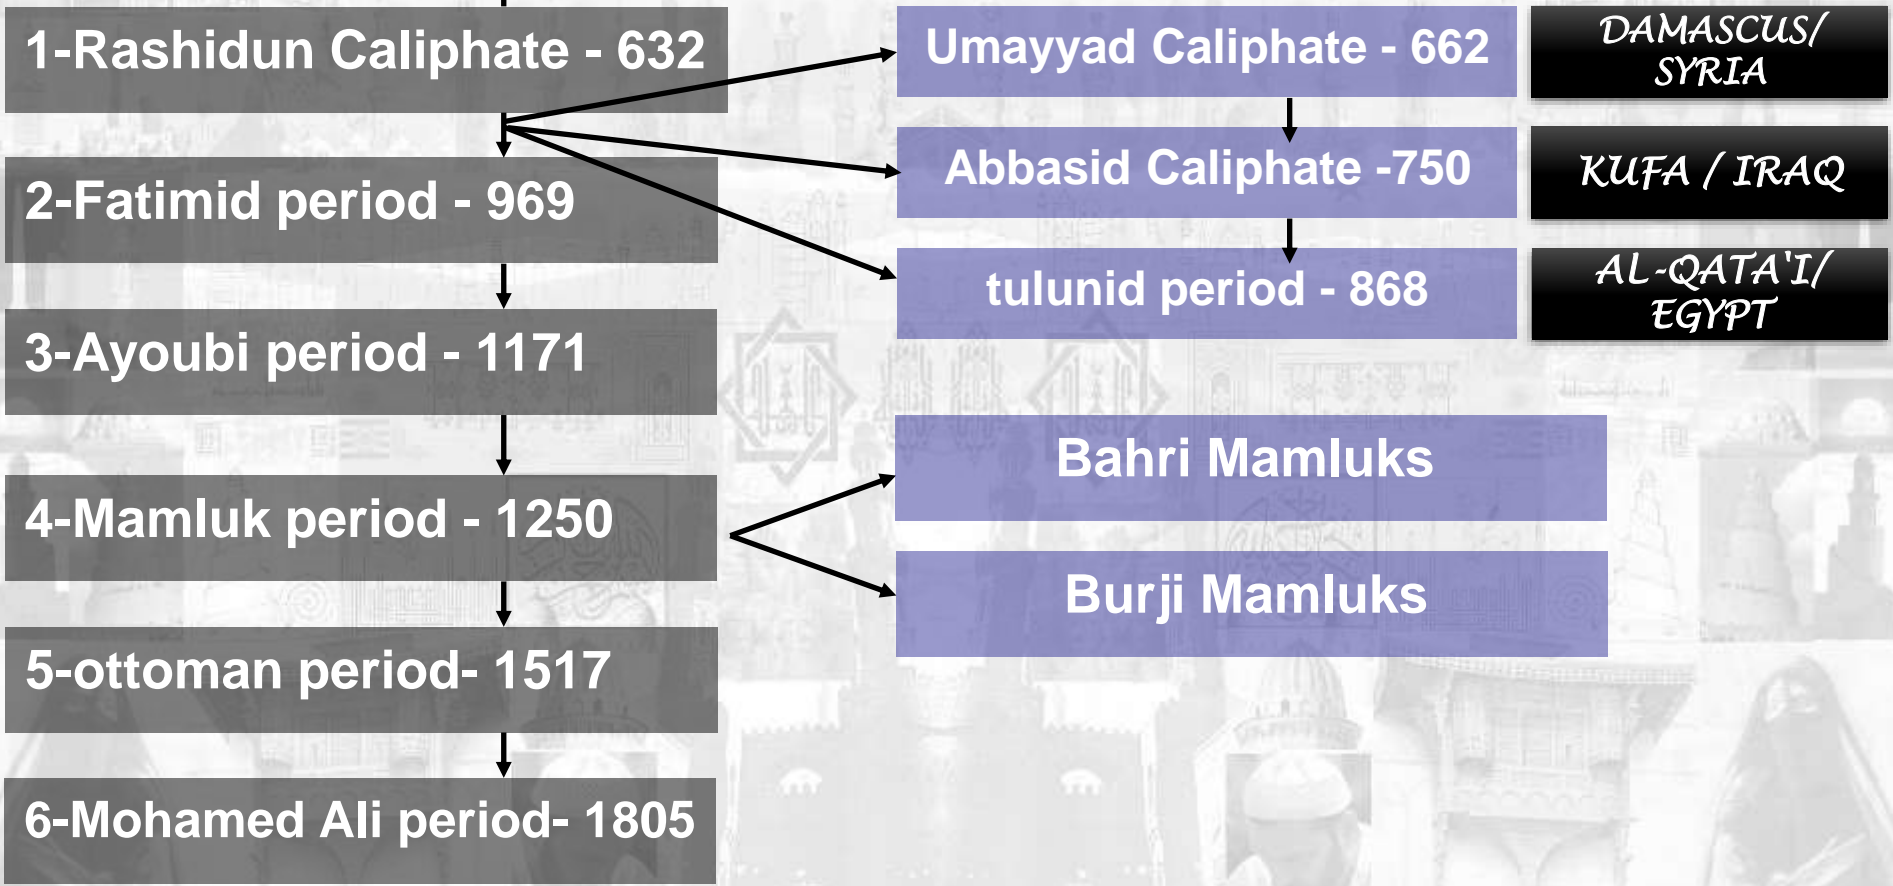 1-Rashidun Caliphate - 632
Umayyad Caliphate - 662
DAMASCUS/
SYRIA
Abbasid Caliphate -750
KUFA / IRAQ
2-Fatimid period - 969
tulunid period - 868
AL-QATA'I/
EGYPT
3-Ayoubi period - 1171
Bahri Mamluks
4-Mamluk period - 1250
Burji Mamluks
5-ottoman period- 1517
6-Mohamed Ali period- 1805